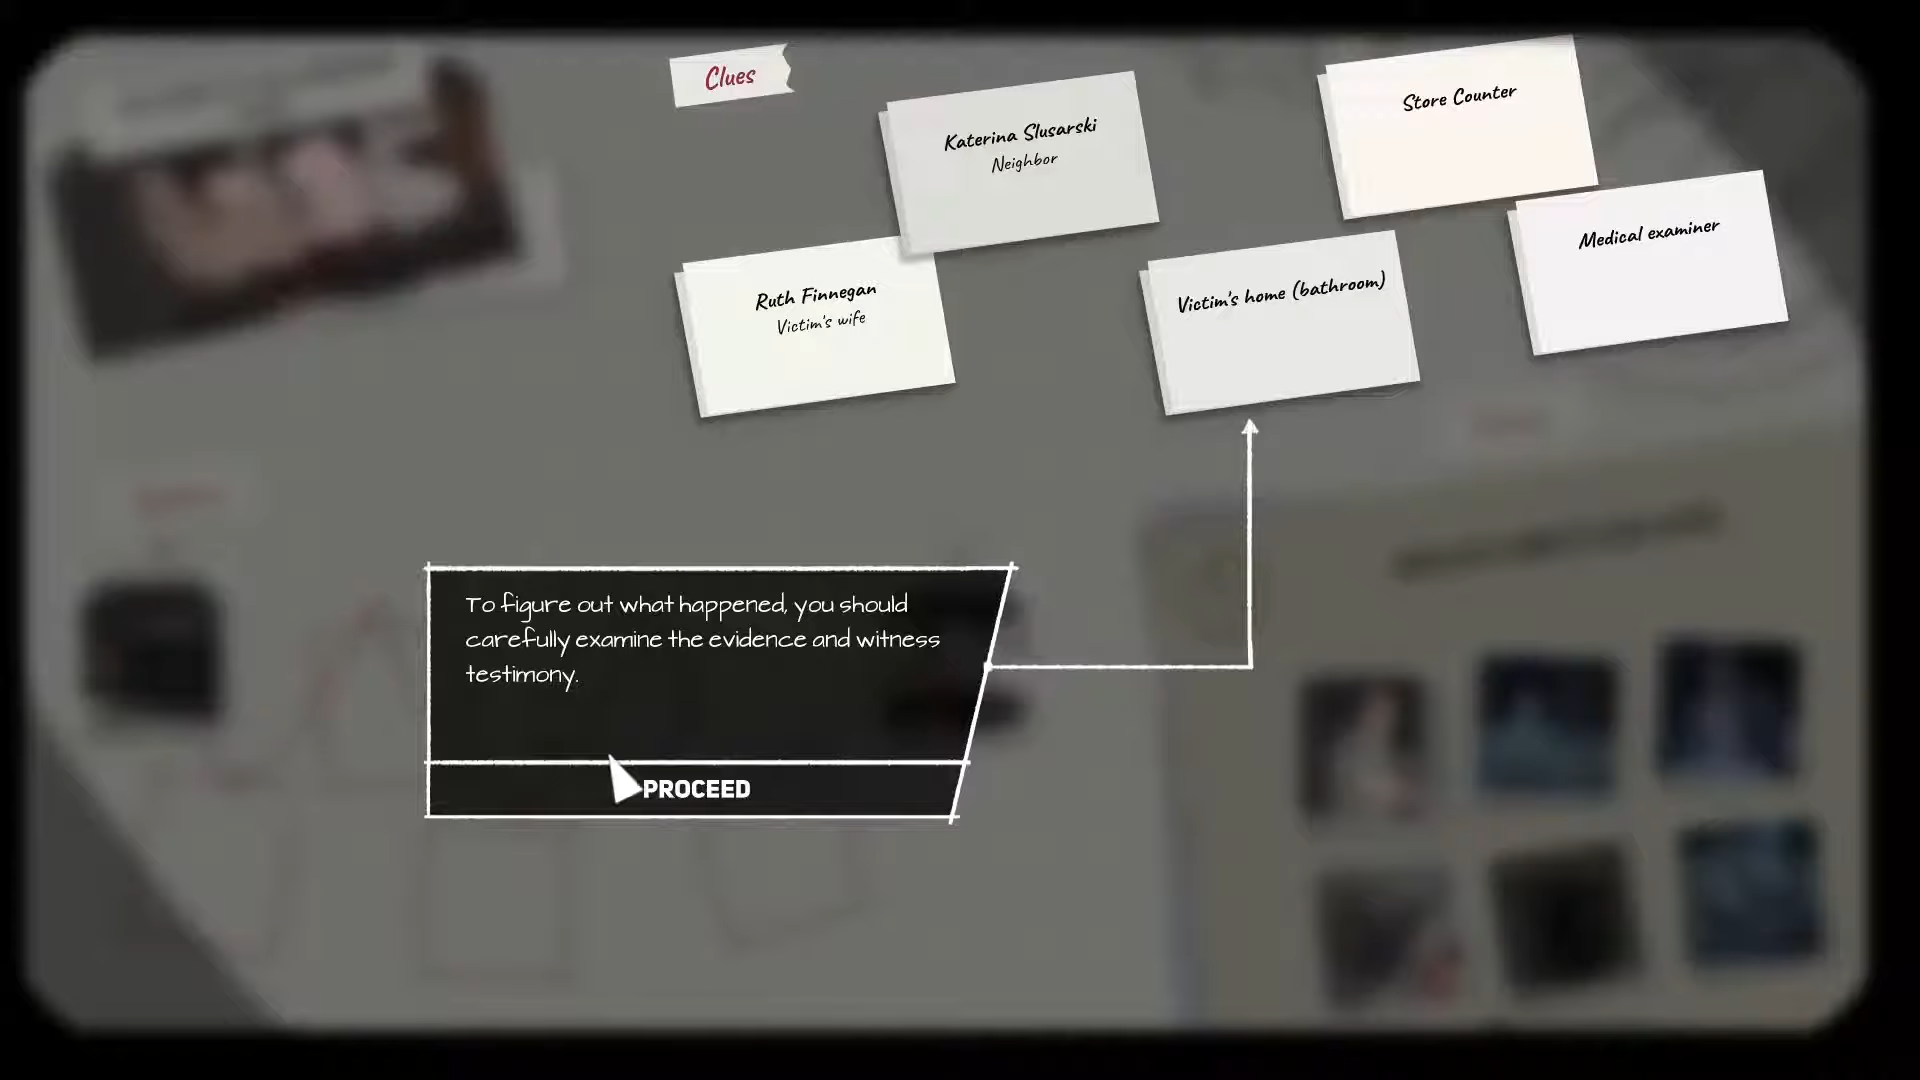 Clues
Katerina Slusarski
Neighbor
Store Counter
Ruth Finnegan
Victim's wife
Victim's home (bathroom)
Medical examiner
To figure out what happened, you should
carefully examine the evidence and witness
testimony.
PROCEED